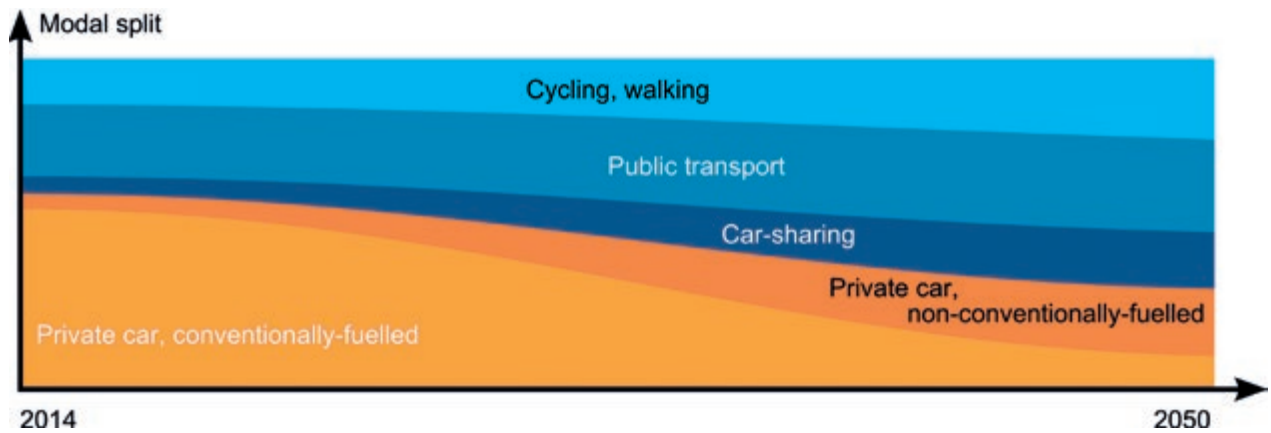 Modal split
Cycling, walking
Public transport
Car-sharing
Private car,
non-conventionally-fuelled
Private car, conventionally-fuelled
2014
2050